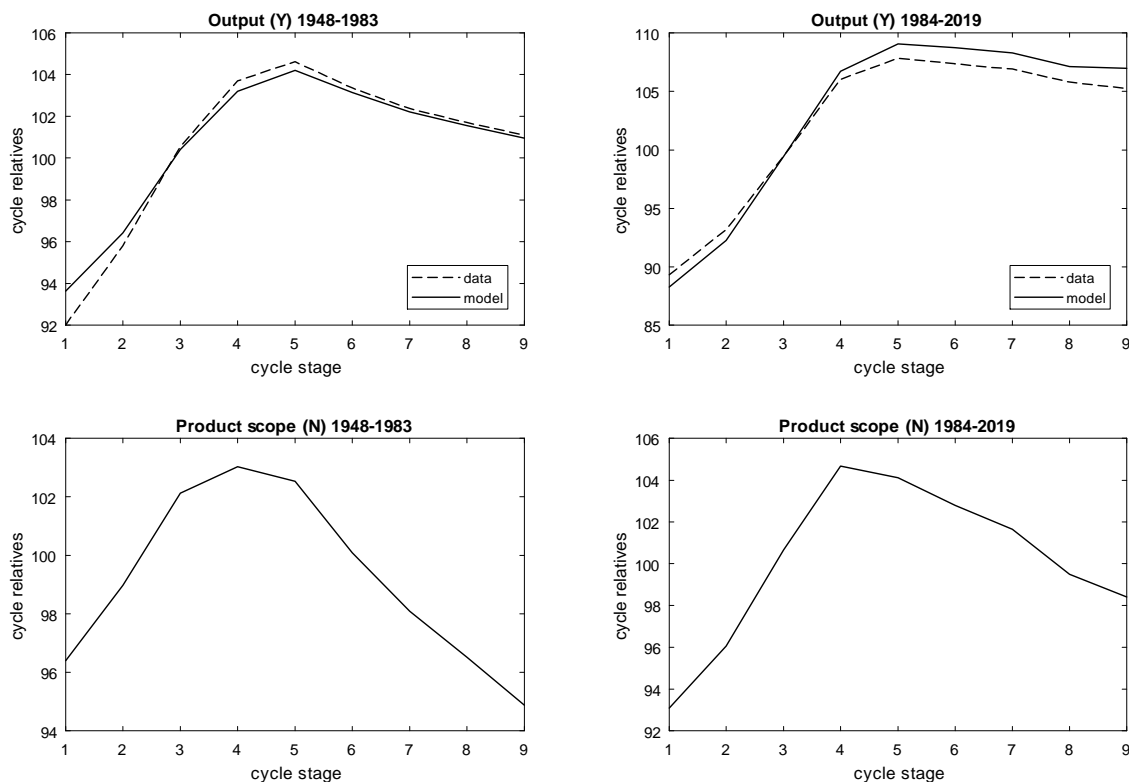 Output (Y) 1948-1983
106
104
102
100
98
96
94
92
cycle relatives
1 2 3 4 5 6 7 8 9
cycle stage
data
model
Output (Y) 1984-2019
110
105
100
95
90
85
cycle relatives
1 2 3 4 5 6 7 8 9
cycle stage
data
model
Product scope (N) 1948-1983
104
102
100
98
96
94
cycle relatives
1 2 3 4 5 6 7 8 9
cycle stage
Product scope (N) 1984-2019
106
104
102
100
98
96
94
92
cycle relatives
1 2 3 4 5 6 7 8 9
cycle stage